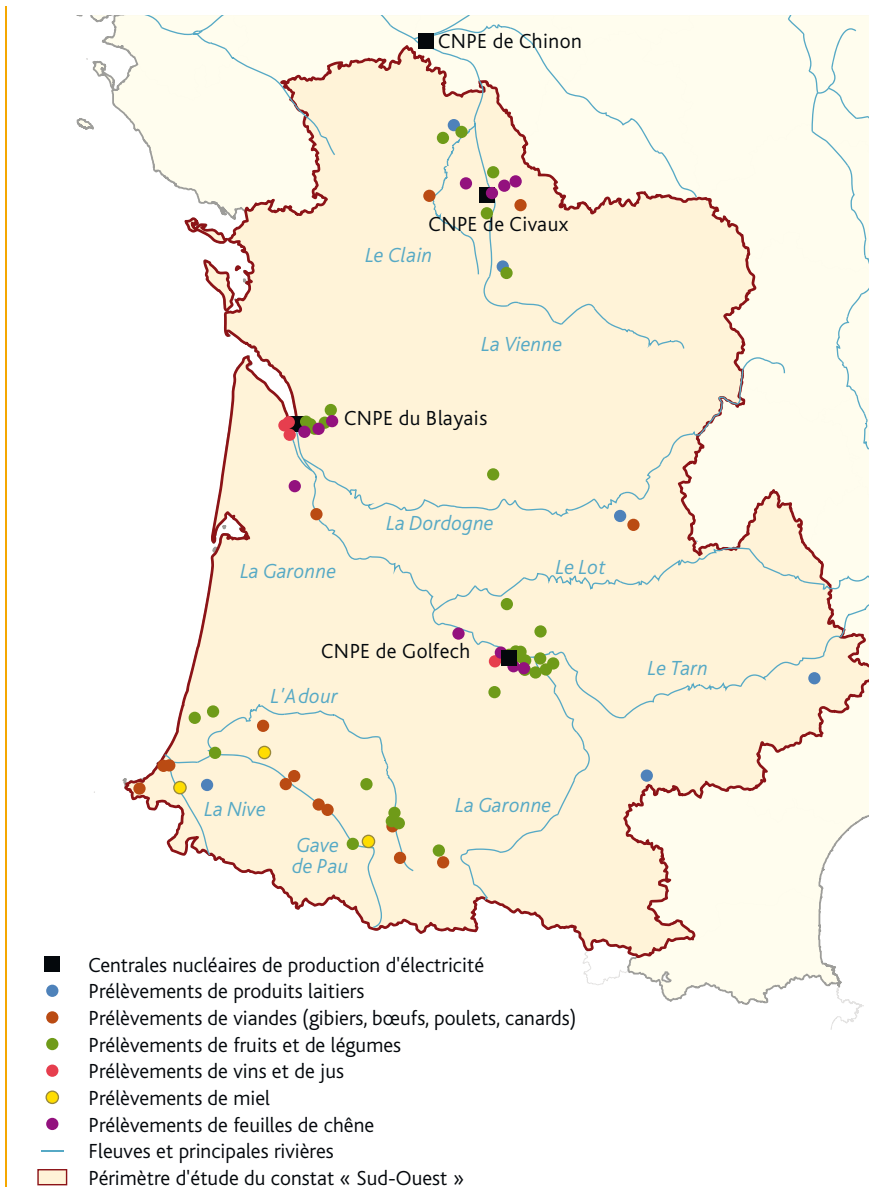 CNPE de Chinon
CNPE de Civaux
Le Clain
La Vienne
CNPE du Blayais
La Dordogne
La Garonne
Le Lot
CNPE de Golfech
Le Tarn
L'Adour
La Nive
La Garonne
Gave
de Pau
Centrales nucléaires de production d'électricité
Prélèvements de produits laitiers
Prélèvements de viandes (gibiers, bœufs, poulets, canards)
Prélèvements de fruits et de légumes
Prélèvements de vins et de jus
Prélèvements de miel
Prélèvements de feuilles de chêne
Fleuves et principales rivières
Périmètre d'étude du constat « Sud-Ouest »